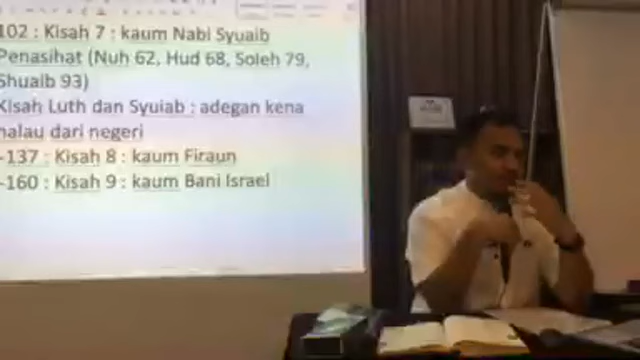 102 : Kisah 7 : kaum Nabi Syuaib
Penasihat (Nuh 62, Hud 68, Soleh 79,
Shuaib 93)
Kisah Luth dan Syuiab : adegan kena
halau dari negeri
-137 : Kisah 8 : kaum Firaun
-160 : Kisah 9 : kaum Bani Israel